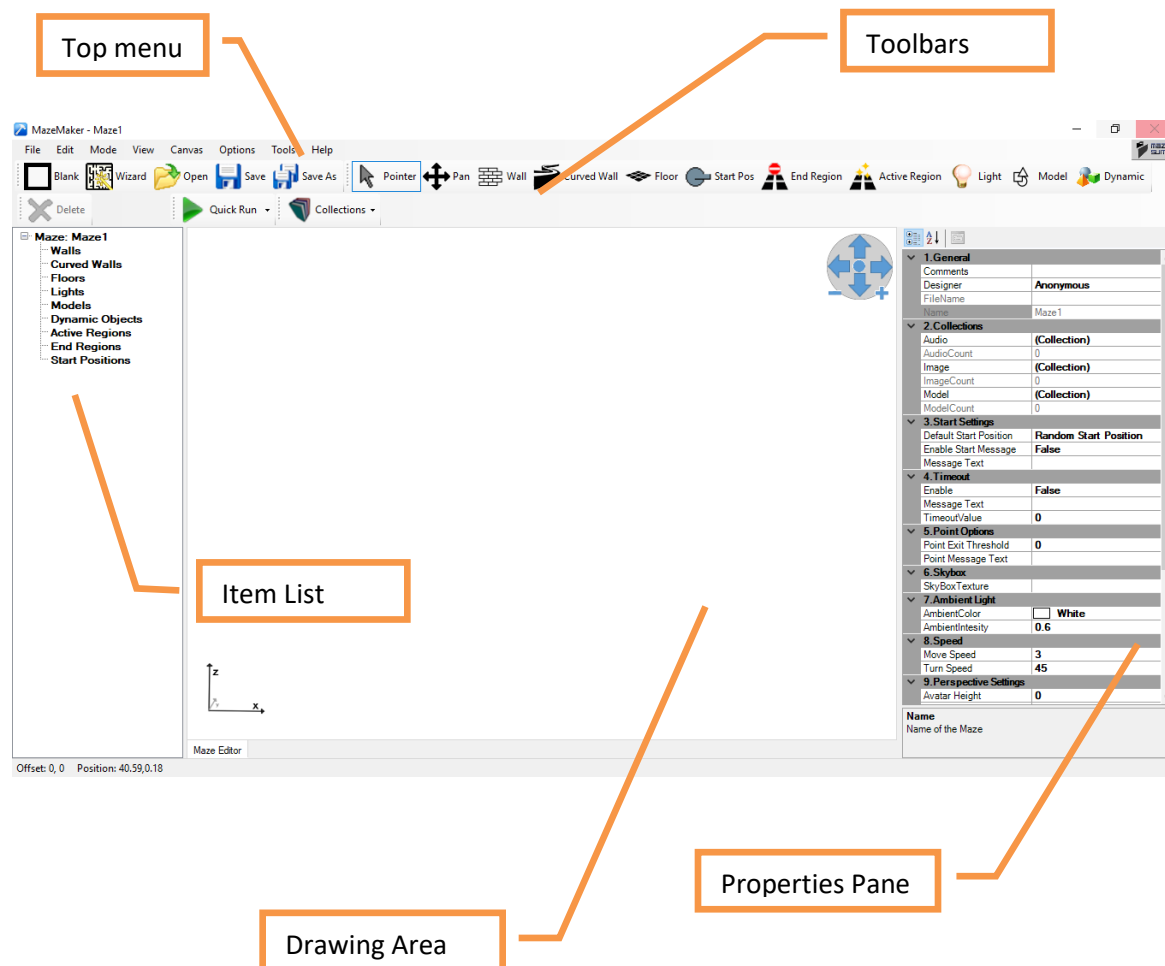 Top menu
Toolbars
MazeMaker - Maze1
File Edit Mode View Canvas Options Tools Help
Blank Wizard Open Save Save As Pointer Pan Wall Curved Wall Floor Start Pos End Region Active Region Light Model Dynamic
Delete Quick Run Collections
Maze: Maze1
Walls
Curved Walls
Floors
Lights
Models
Dynamic Objects
Active Regions
End Regions
Start Positions
1.General
Comments
Designer Anonymous
FileName
Name Maze1
2.Collections
Audio (Collection)
AudioCount 0
Image (Collection)
ImageCount 0
Model (Collection)
ModelCount 0
3.Start Settings
Default Start Position Random Start Position
Enable Start Message False
Message Text
4.Timeout
Enable False
Message Text
TimeoutValue 0
5.Point Options
Point Exit Threshold 0
Point Message Text
6.Skybox
SkyBoxTexture
7.Ambient Light
AmbientColor White
AmbientIntesity 0.6
8.Speed
Move Speed 3
Turn Speed 45
9.Perspective Settings
Avatar Height 0
Name
Name of the Maze
Item List
z
x
Maze Editor
Offset: 0, 0 Position: 40.59,0.18
Properties Pane
Drawing Area